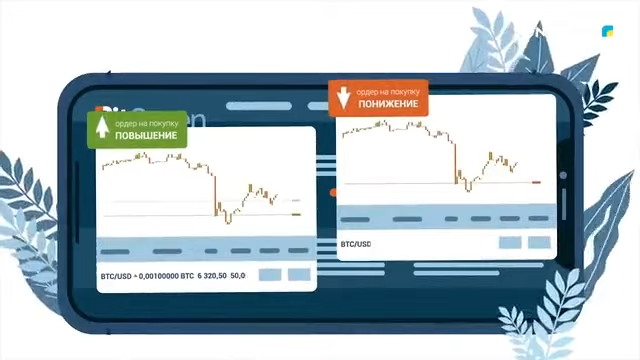 ордер на покупку
ПОВЫШЕНИЕ
ордер на покупку
ПОНИЖЕНИЕ
BTC/USD ~ 0,00100000 BTC 6 320,50 50,0
BTC/USD